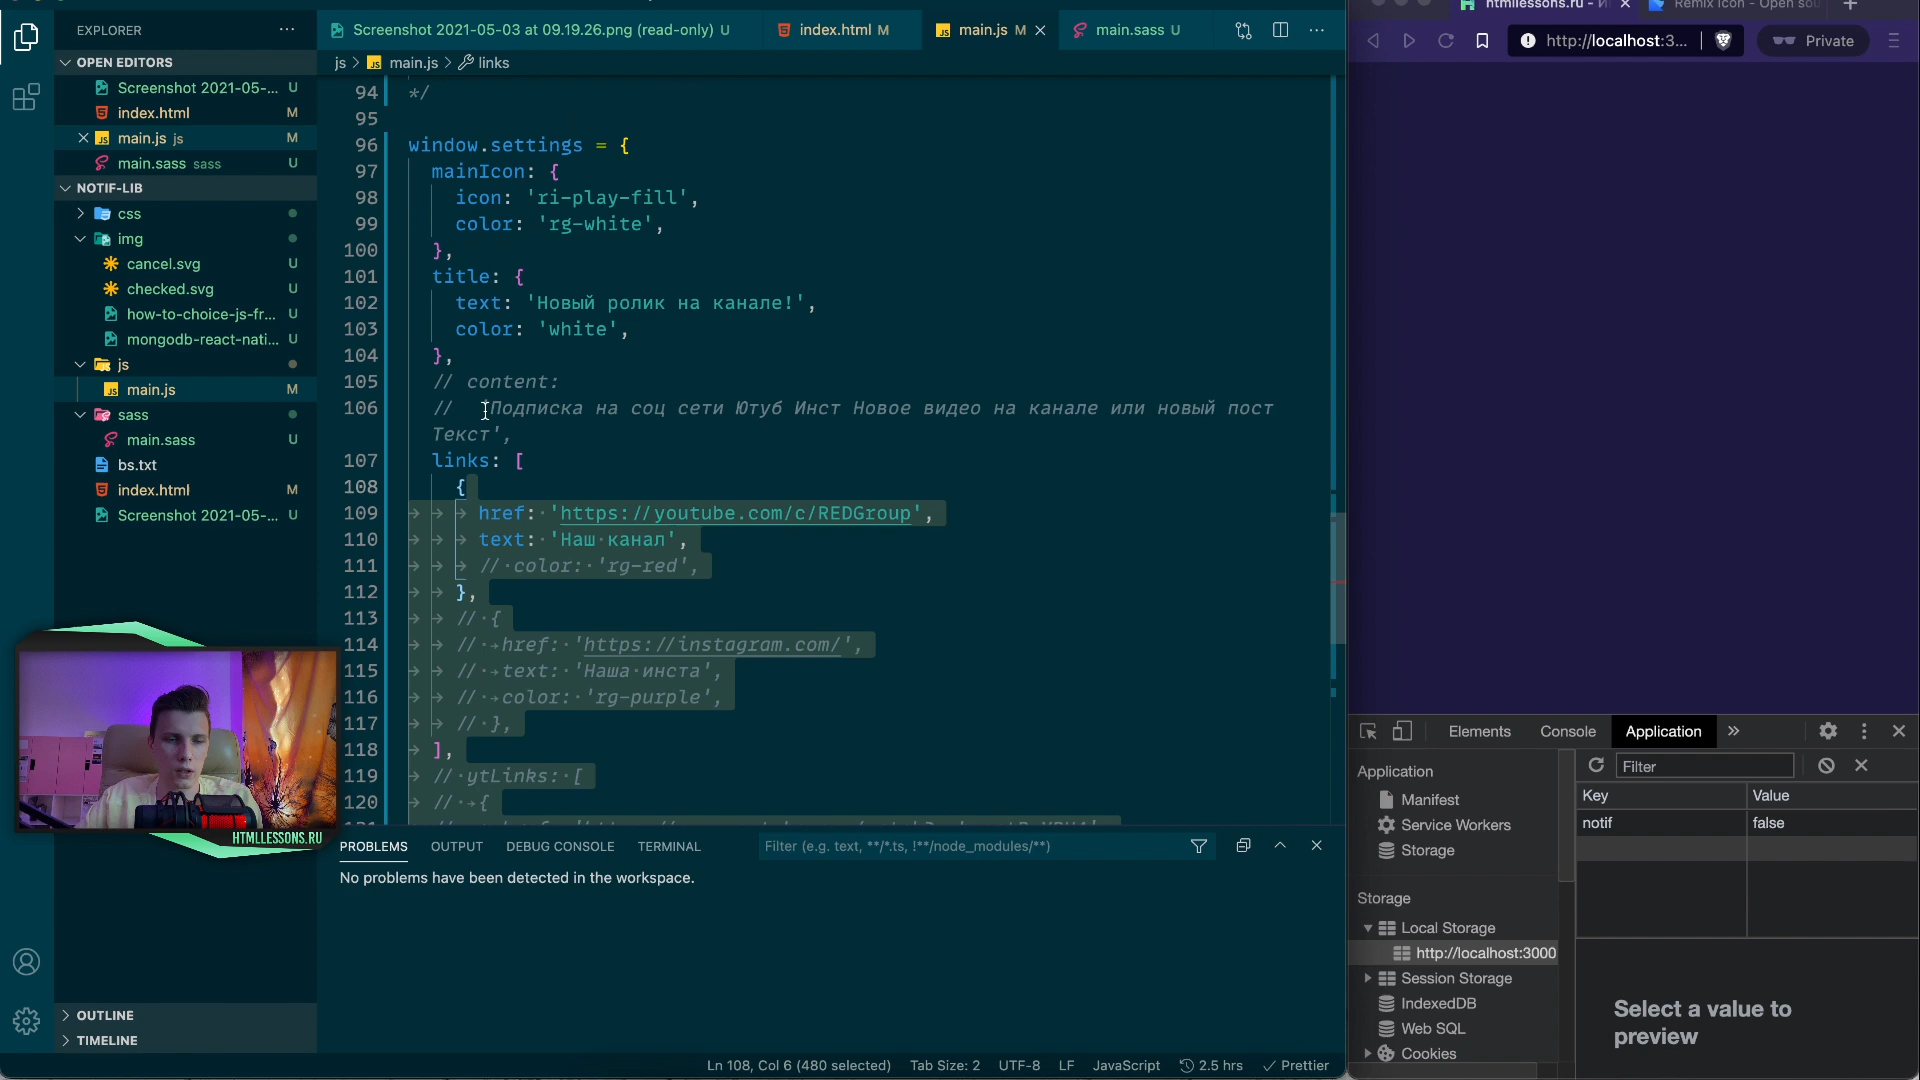 EXPLORER
OPEN EDITORS
Screenshot 2021-05-... U
index.html M
main.js js M
main.sass sass U
NOTIF-LIB
css
img
cancel.svg U
checked.svg U
how-to-choice-js-fr... U
mongodb-react-nati... U
js
main.js M
sass
main.sass U
bs.txt
index.html M
Screenshot 2021-05-... U
HTMLLESSONS.RU
OUTLINE
TIMELINE
Screenshot 2021-05-03 at 09.19.26.png (read-only) U
index.html M
main.js M
main.sass U
js > main.js > links
94 */
95
96 window.settings = {
97 mainIcon: {
98 icon: 'ri-play-fill',
99 color: 'rg-white',
100 },
101 title: {
102 text: 'Новый ролик на канале!',
103 color: 'white',
104 },
105 // content:
106 // 'Подписка на соц сети Ютуб Инст Новое видео на канале или новый пост
Текст',
107 links: [
108 {
109 href: 'https://youtube.com/c/REDGroup',
110 text: 'Наш канал',
111 // color: 'rg-red',
112 },
113 // {
114 // href: 'https://instagram.com/',
115 // text: 'Наша инста',
116 // color: 'rg-purple',
117 // },
118 ],
119 // ytLinks: [
120 // {
PROBLEMS OUTPUT DEBUG CONSOLE TERMINAL
Filter (e.g. text, **/*.ts, !**/node_modules/**)
No problems have been detected in the workspace.
Ln 108, Col 6 (480 selected) Tab Size: 2 UTF-8 LF JavaScript 2.5 hrs Prettier
htmllessons.ru -
Remix Icon - Open sou
http://localhost:3...
Private
Elements Console Application
Application
Manifest
Service Workers
Storage
Storage
Local Storage
http://localhost:3000
Session Storage
IndexedDB
Web SQL
Cookies
Filter
Key Value
notif false
Select a value to
preview